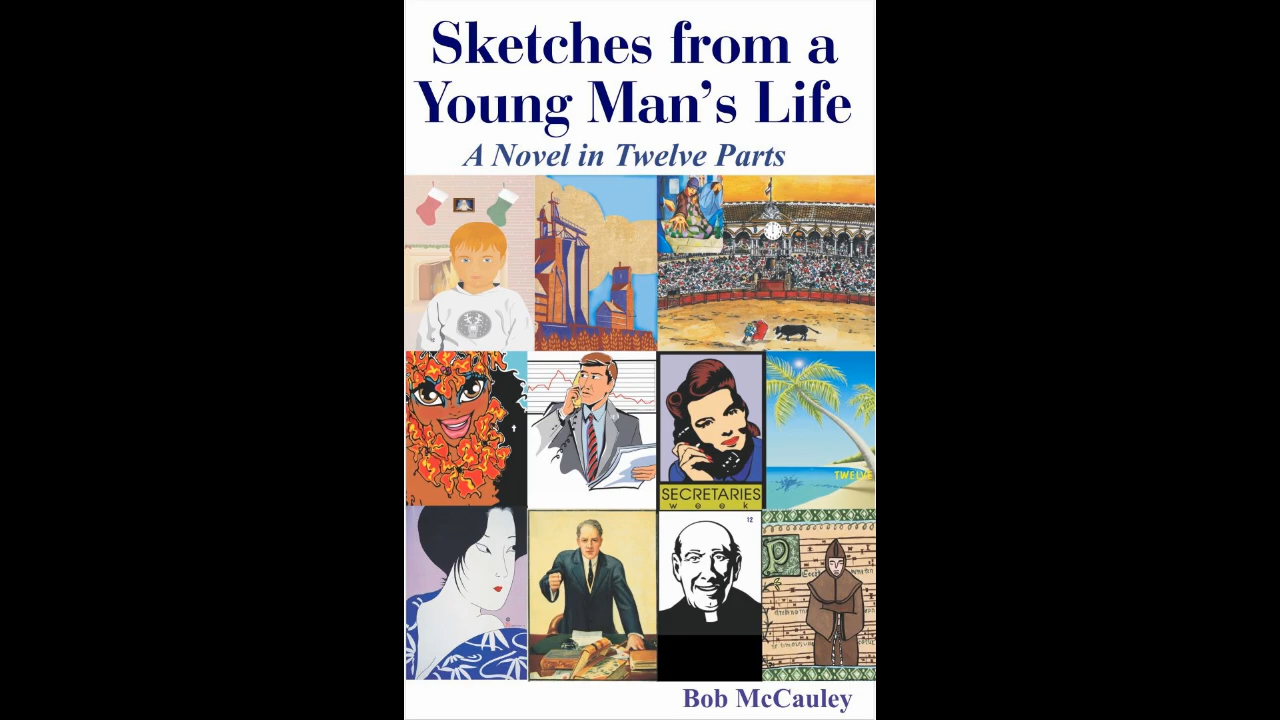 Sketches from a
Young Man's Life
A Novel in Twelve Parts
TWELVE
SECRETARIES
week
12
P
Bob McCauley